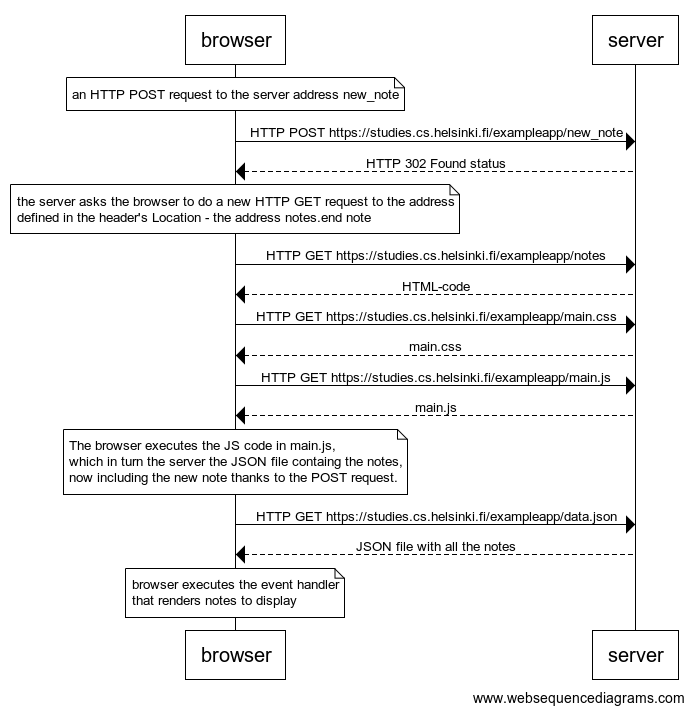 browser
server
an HTTP POST request to the server address new_note
HTTP POST https://studies.cs.helsinki.fi/exampleapp/new_note
HTTP 302 Found status
the server asks the browser to do a new HTTP GET request to the address
defined in the header's Location - the address notes.end note
HTTP GET https://studies.cs.helsinki.fi/exampleapp/notes
HTML-code
HTTP GET https://studies.cs.helsinki.fi/exampleapp/main.css
main.css
HTTP GET https://studies.cs.helsinki.fi/exampleapp/main.js
main.js
The browser executes the JS code in main.js,
which in turn the server the JSON file containg the notes,
now including the new note thanks to the POST request.
HTTP GET https://studies.cs.helsinki.fi/exampleapp/data.json
JSON file with all the notes
browser executes the event handler
that renders notes to display
browser
server
www.websequencediagrams.com